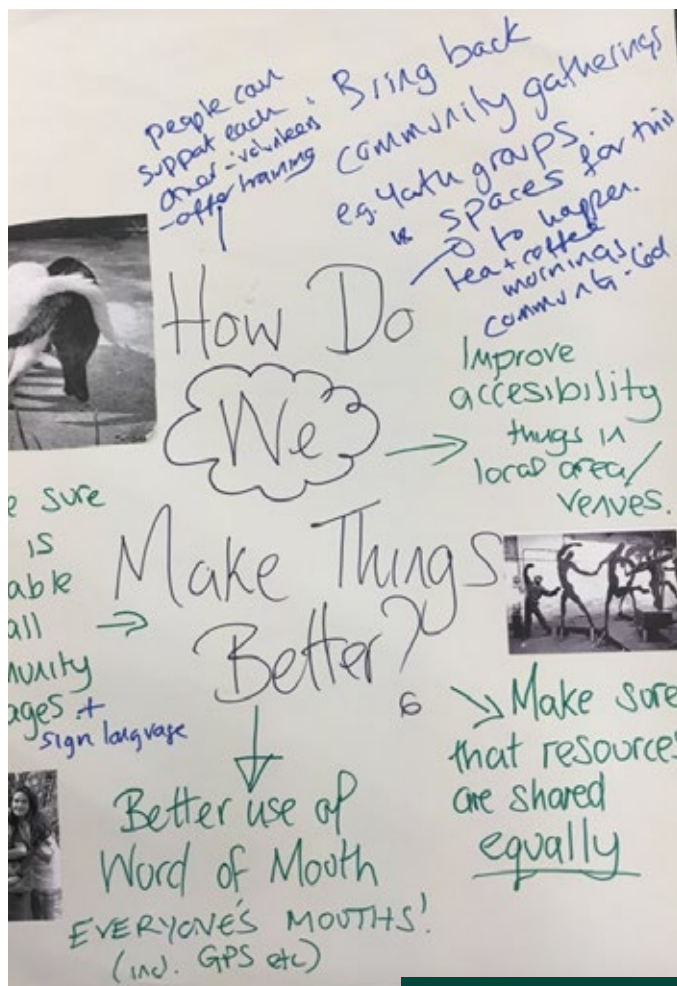 people can
support each
other - volunteers
- offer training
Bring back
community gatherings
eg. Youth groups.
spaces for this
to happen.
tea + coffee
mornings.
community-led
How Do
We
Make Things
Better?
6
Improve
accesibility
things in
local area/
venues.
e sure
is
able
all
munity
ages +
sign language
Make sure
that resources
are shared
equally
Better use of
Word of Mouth
EVERYONE'S MOUTHS!
(incl. GPS etc)